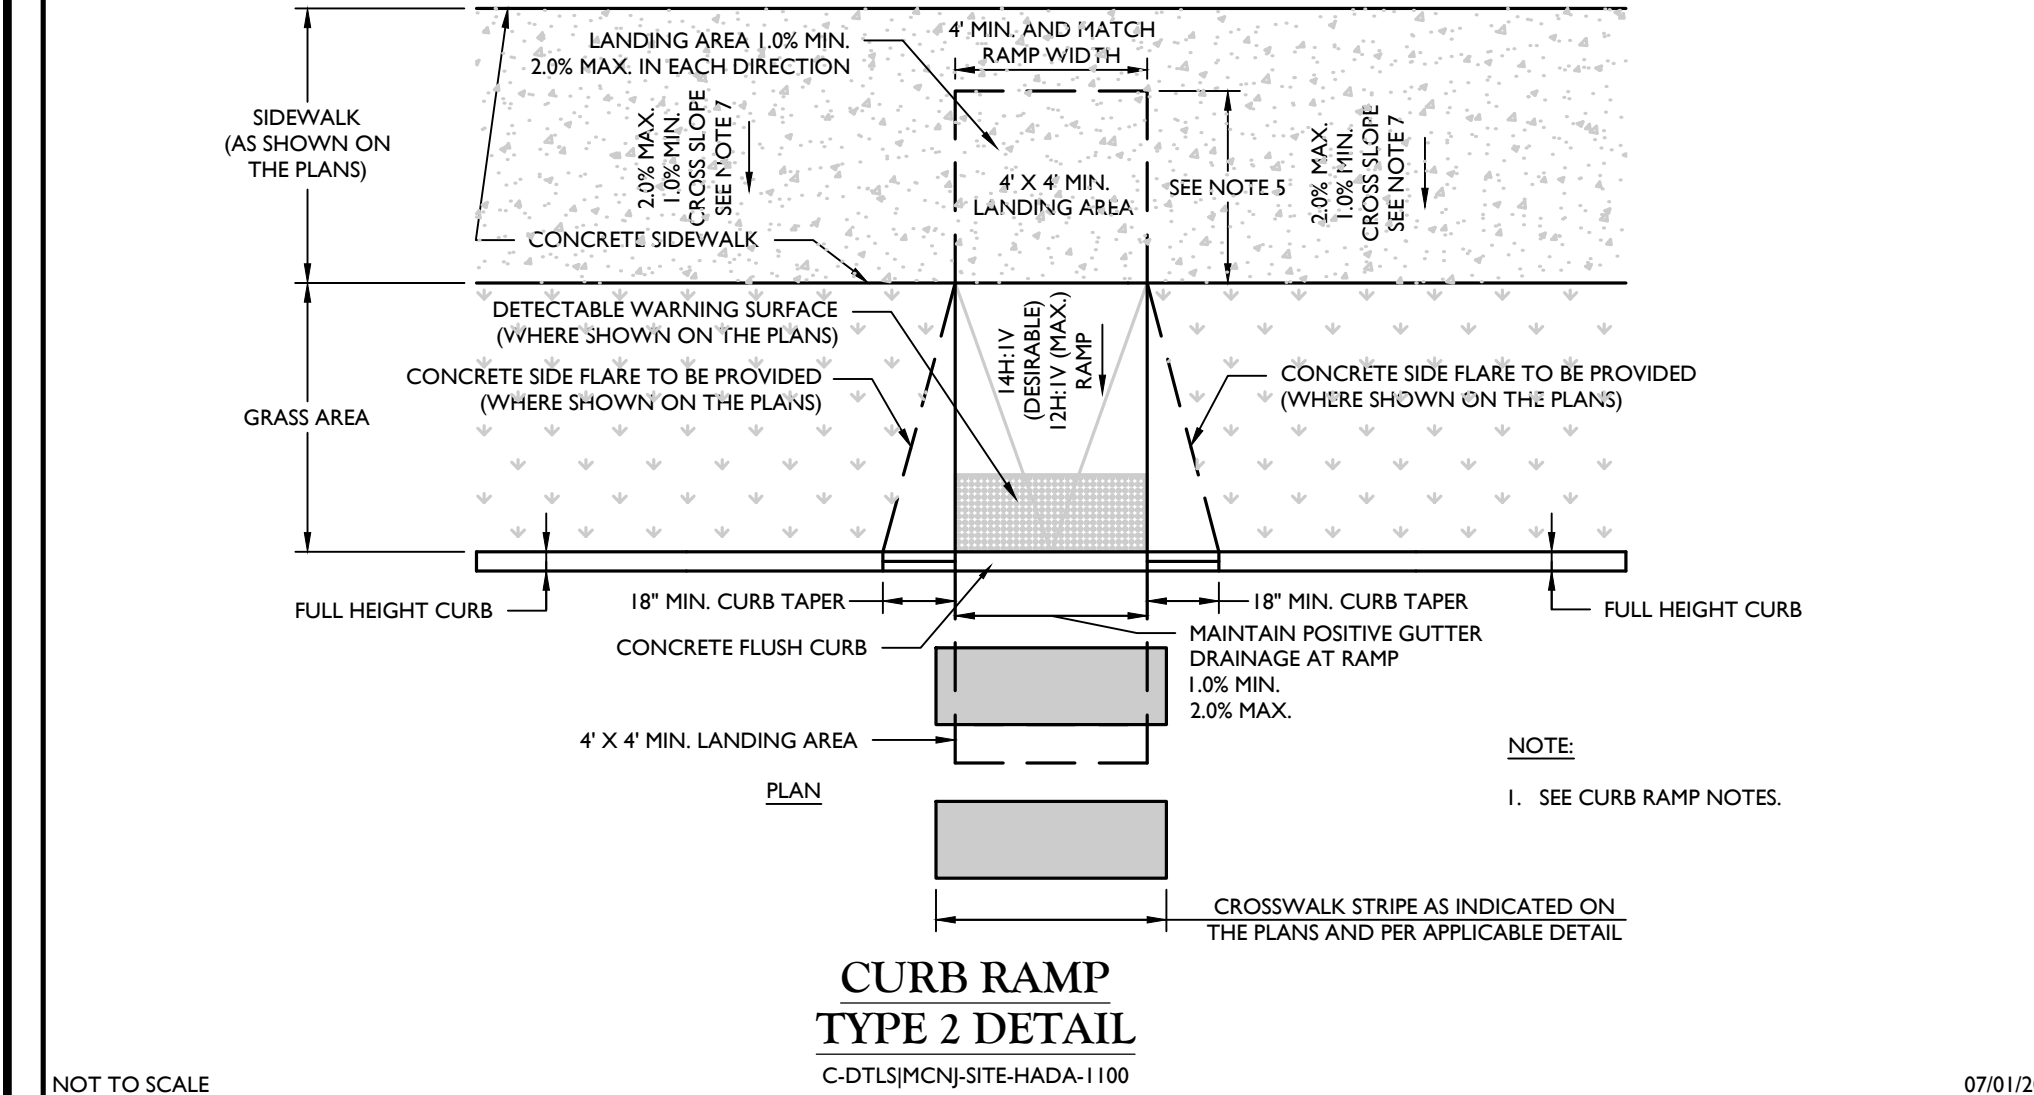 4' MIN. AND MATCH
RAMP WIDTH
LANDING AREA 1.0% MIN.
2.0% MAX. IN EACH DIRECTION
SIDEWALK
(AS SHOWN ON
THE PLANS)
2.0% MAX.
1.0% MIN.
CROSS SLOPE
SEE NOTE 7
4' X 4' MIN.
LANDING AREA
SEE NOTE 5
2.0% MAX.
1.0% MIN.
CROSS SLOPE
SEE NOTE 7
CONCRETE SIDEWALK
DETECTABLE WARNING SURFACE
(WHERE SHOWN ON THE PLANS)
14H:1V
(DESIRABLE)
12H:1V (MAX.)
RAMP
CONCRETE SIDE FLARE TO BE PROVIDED
(WHERE SHOWN ON THE PLANS)
CONCRETE SIDE FLARE TO BE PROVIDED
(WHERE SHOWN ON THE PLANS)
GRASS AREA
FULL HEIGHT CURB
18" MIN. CURB TAPER
18" MIN. CURB TAPER
FULL HEIGHT CURB
CONCRETE FLUSH CURB
MAINTAIN POSITIVE GUTTER
DRAINAGE AT RAMP
1.0% MIN.
2.0% MAX.
4' X 4' MIN. LANDING AREA
PLAN
NOTE:
1. SEE CURB RAMP NOTES.
CROSSWALK STRIPE AS INDICATED ON
THE PLANS AND PER APPLICABLE DETAIL
CURB RAMP
TYPE 2 DETAIL
C-DTLS|MCNJ-SITE-HADA-1100
NOT TO SCALE